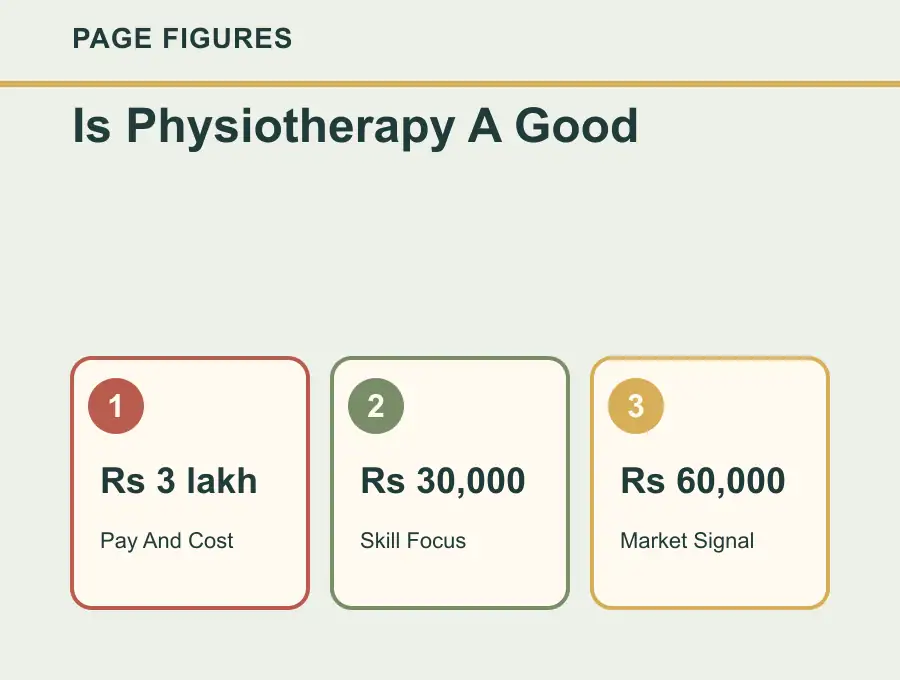 PAGE FIGURES
Is Physiotherapy A Good
1
Rs 3 lakh
Pay And Cost
2
Rs 30,000
Skill Focus
3
Rs 60,000
Market Signal